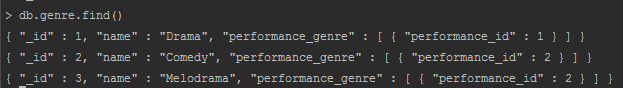 > db.genre.find()
{ "_id" : 1, "name" : "Drama", "performance_genre" : [ { "performance_id" : 1 } ] }
{ "_id" : 2, "name" : "Comedy", "performance_genre" : [ { "performance_id" : 2 } ] }
{ "_id" : 3, "name" : "Melodrama", "performance_genre" : [ { "performance_id" : 2 } ] }